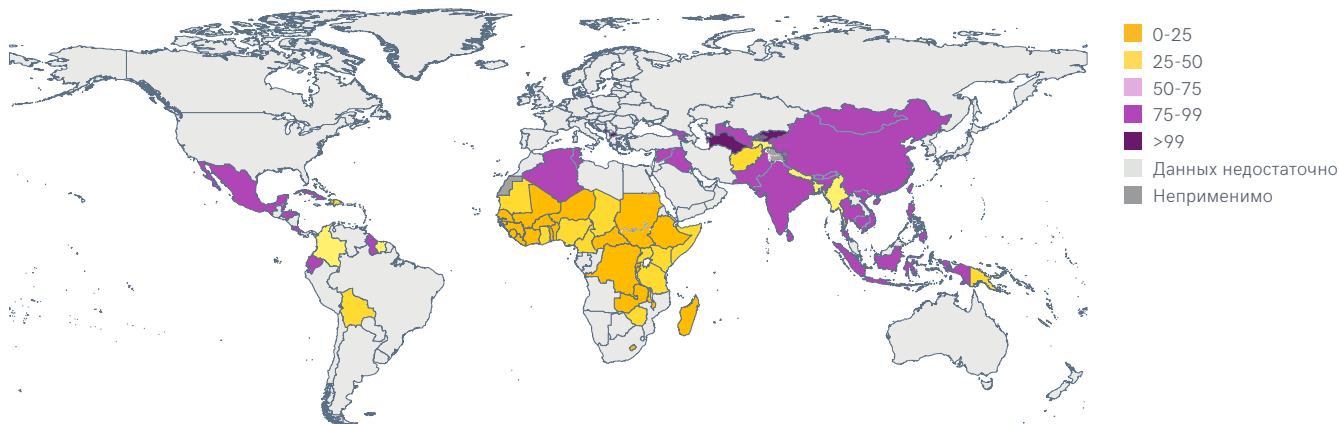 0-25
25-50
50-75
75-99
>99
Данных недостаточно
Неприменимо